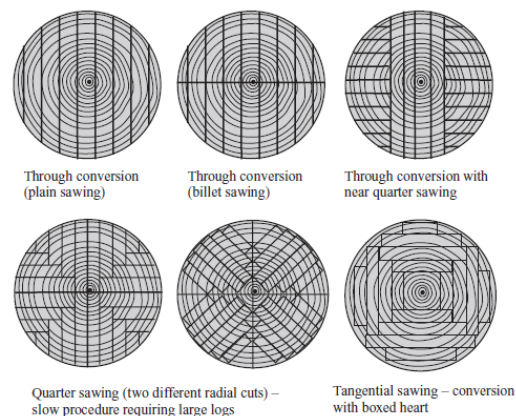 Through conversion
(plain sawing)
Through conversion
(billet sawing)
Through conversion with
near quarter sawing
Quarter sawing (two different radial cuts) –
slow procedure requiring large logs
Tangential sawing – conversion
with boxed heart